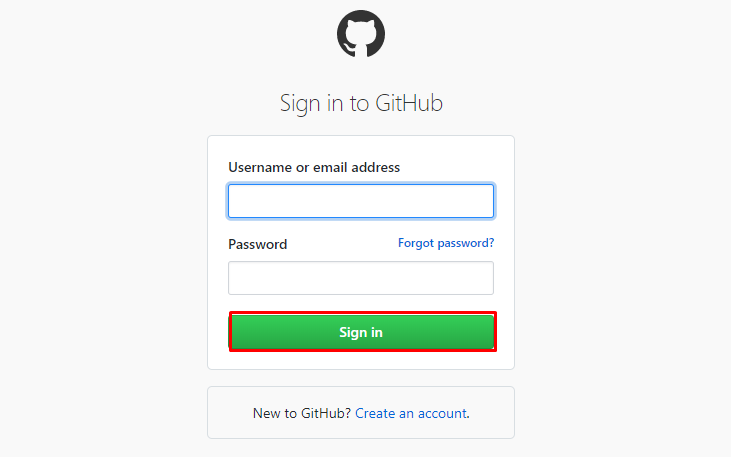 Sign in to GitHub
Username or email address
Password Forgot password?
Sign in
New to GitHub? Create an account.